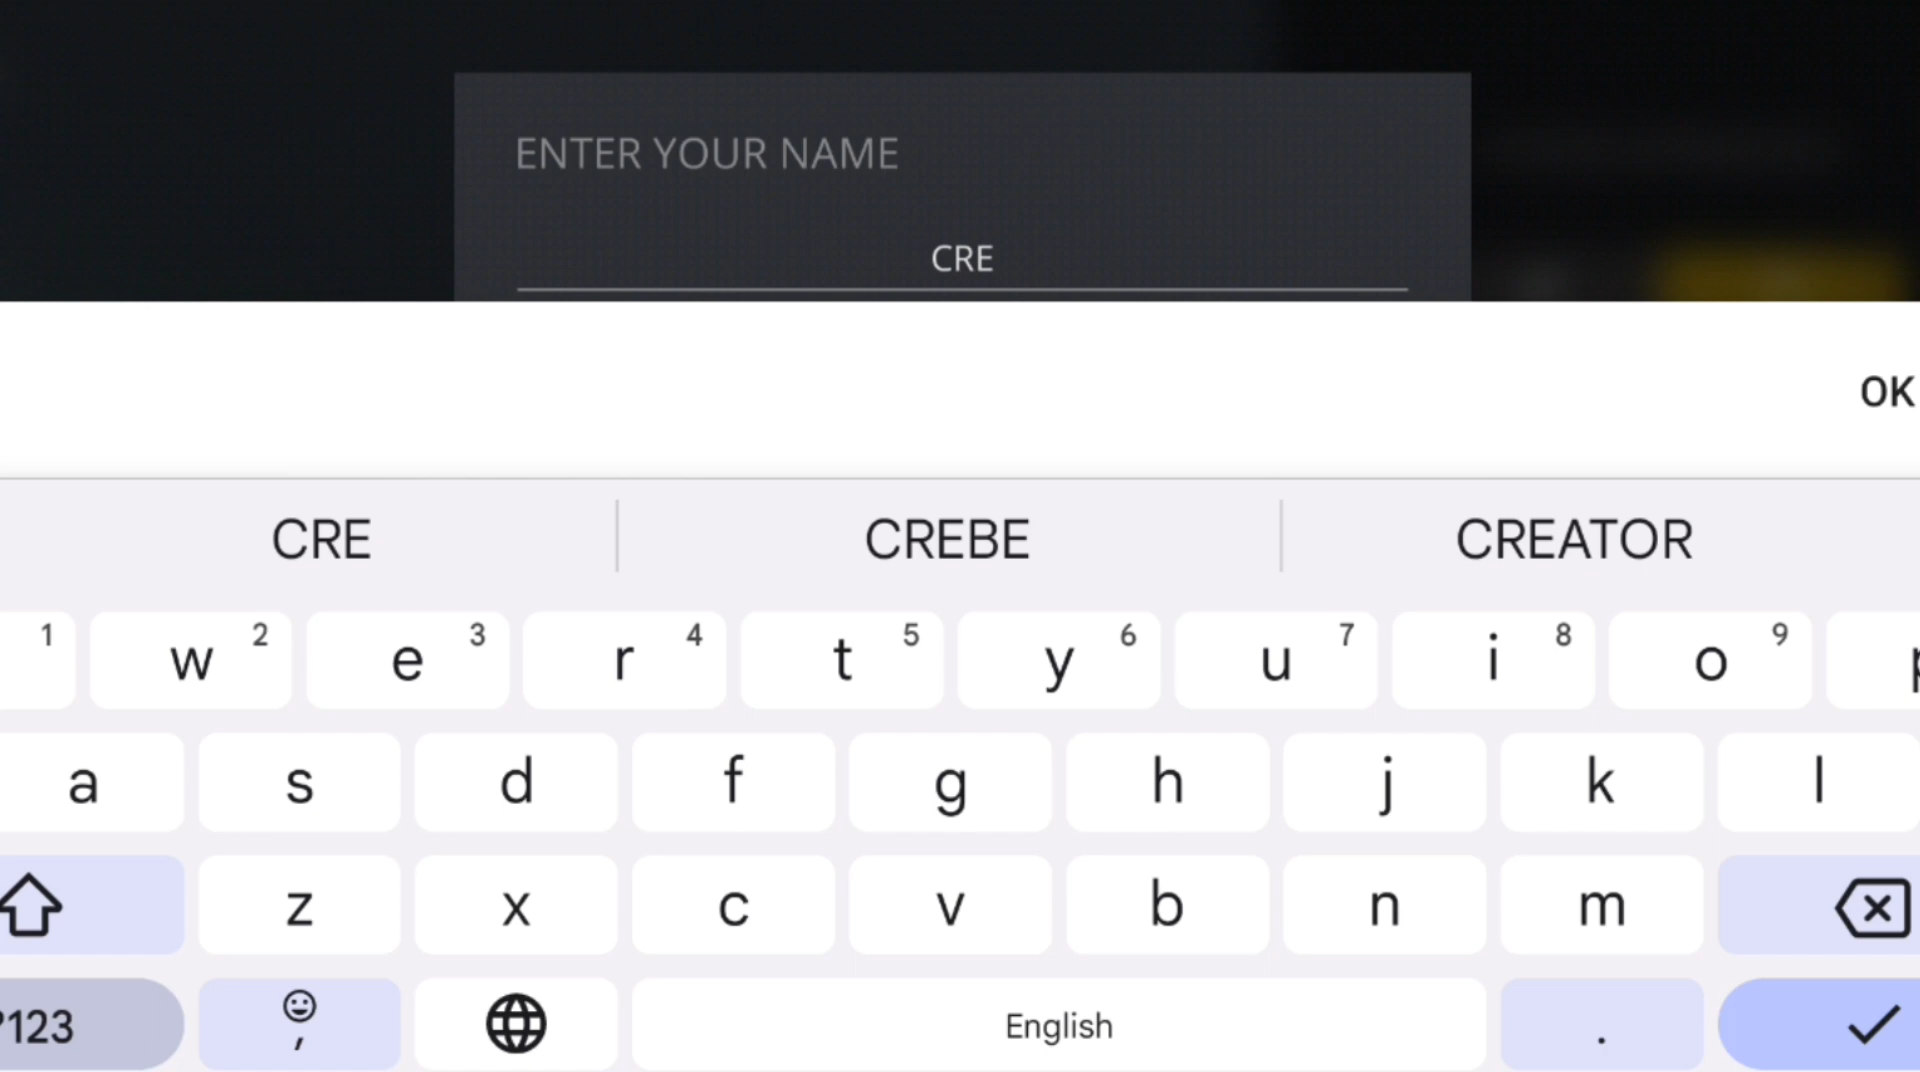 ENTER YOUR NAME
CRE
OK
CRE CREBE CREATOR
1 w 2 e 3 r 4 t 5 y 6 u 7 i 8 o 9
a s d f g h j k l
z x c v b n m
?123 , English .